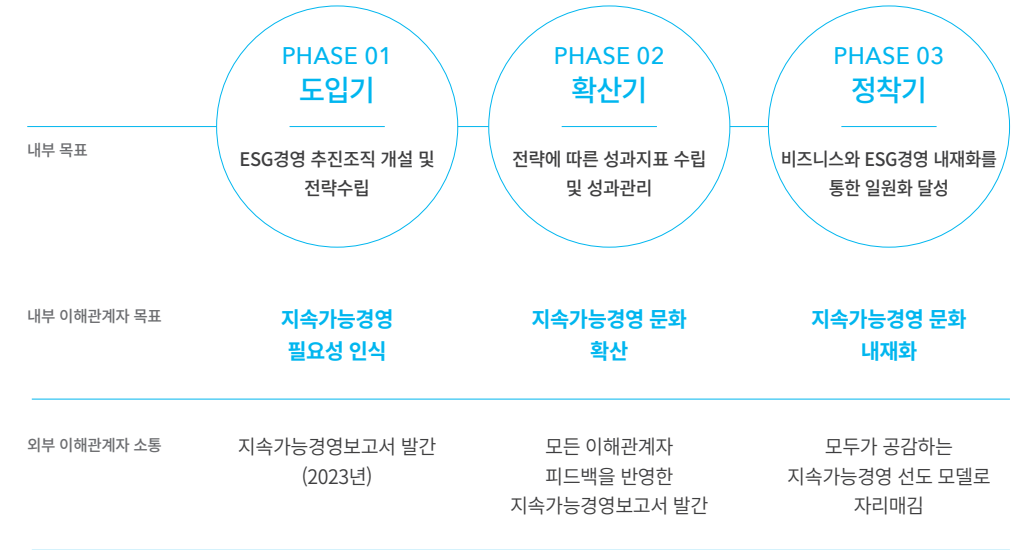 PHASE 01
도입기
PHASE 02
확산기
PHASE 03
정착기
내부 목표
ESG경영 추진조직 개설 및
전략수립
전략에 따른 성과지표 수립
및 성과관리
비즈니스와 ESG경영 내재화를
통한 일원화 달성
내부 이해관계자 목표
지속가능경영
필요성 인식
지속가능경영 문화
확산
지속가능경영 문화
내재화
외부 이해관계자 소통
지속가능경영보고서 발간
(2023년)
모든 이해관계자
피드백을 반영한
지속가능경영보고서 발간
모두가 공감하는
지속가능경영 선도 모델로
자리매김